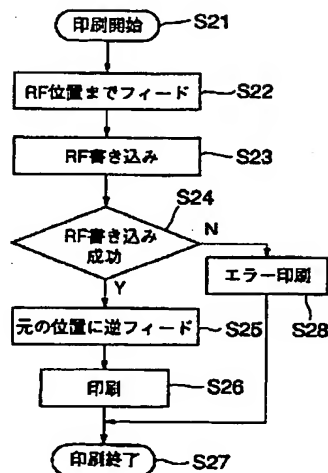 印刷開始 S21
RF位置までフィード S22
RF書き込み S23
S24
RF書き込み
成功
N
Y
エラー印刷
S28
元の位置に逆フィード S25
印刷 S26
印刷終了 S27